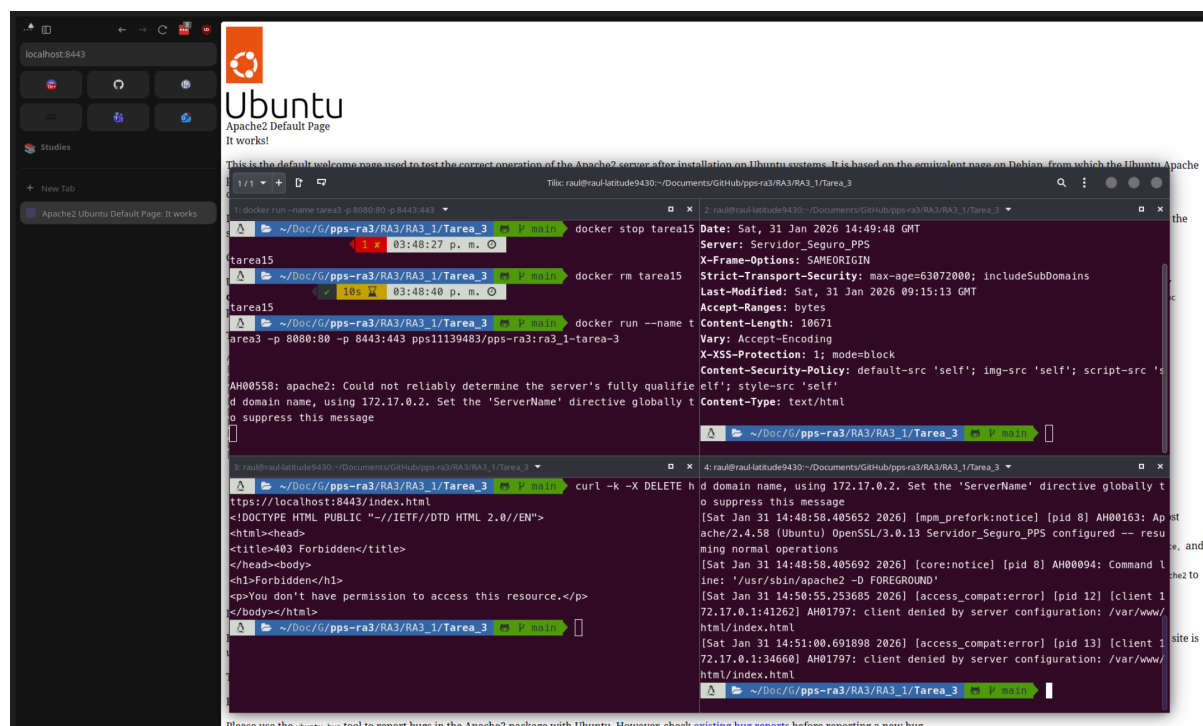 localhost:8443
Studies
+ New Tab
Apache2 Ubuntu Default Page: It works
Ubuntu
Apache2 Default Page
It works!
This is the default welcome page used to test the correct operation of the Apache2 server after installation on Ubuntu systems. It is based on the equivalent page on Debian, from which the Ubuntu Apache
1 / 1
Tilix: raul@raul-latitude9430:~/Documents/GitHub/pps-ra3/RA3/RA3_1/Tarea_3
1: docker run --name tarea3 -p 8080:80 -p 8443:443
~/Doc/G/pps-ra3/RA3/RA3_1/Tarea_3 main docker stop tarea15
1 ✘ 03:48:27 p. m.
tarea15
~/Doc/G/pps-ra3/RA3/RA3_1/Tarea_3 main docker rm tarea15
✔ 10s 03:48:40 p. m.
tarea15
~/Doc/G/pps-ra3/RA3/RA3_1/Tarea_3 main docker run --name t
area3 -p 8080:80 -p 8443:443 pps11139483/pps-ra3:ra3_1-tarea-3
AH00558: apache2: Could not reliably determine the server's fully qualifie
d domain name, using 172.17.0.2. Set the 'ServerName' directive globally t
o suppress this message
2: raul@raul-latitude9430:~/Documents/GitHub/pps-ra3/RA3/RA3_1/Tarea_3
Date: Sat, 31 Jan 2026 14:49:48 GMT
Server: Servidor_Seguro_PPS
X-Frame-Options: SAMEORIGIN
Strict-Transport-Security: max-age=63072000; includeSubDomains
Last-Modified: Sat, 31 Jan 2026 09:15:13 GMT
Accept-Ranges: bytes
Content-Length: 10671
Vary: Accept-Encoding
X-XSS-Protection: 1; mode=block
Content-Security-Policy: default-src 'self'; img-src 'self'; script-src 's
elf'; style-src 'self'
Content-Type: text/html
~/Doc/G/pps-ra3/RA3/RA3_1/Tarea_3 main
3: raul@raul-latitude9430:~/Documents/GitHub/pps-ra3/RA3/RA3_1/Tarea_3
~/Doc/G/pps-ra3/RA3/RA3_1/Tarea_3 main curl -k -X DELETE h
ttps://localhost:8443/index.html
<!DOCTYPE HTML PUBLIC "-//IETF//DTD HTML 2.0//EN">
<html><head>
<title>403 Forbidden</title>
</head><body>
<h1>Forbidden</h1>
<p>You don't have permission to access this resource.</p>
</body></html>
~/Doc/G/pps-ra3/RA3/RA3_1/Tarea_3 main
4: raul@raul-latitude9430:~/Documents/GitHub/pps-ra3/RA3/RA3_1/Tarea_3
d domain name, using 172.17.0.2. Set the 'ServerName' directive globally t
o suppress this message
[Sat Jan 31 14:48:58.405652 2026] [mpm_prefork:notice] [pid 8] AH00163: Ap
ache/2.4.58 (Ubuntu) OpenSSL/3.0.13 Servidor_Seguro_PPS configured -- resu
ming normal operations
[Sat Jan 31 14:48:58.405692 2026] [core:notice] [pid 8] AH00094: Command l
ine: '/usr/sbin/apache2 -D FOREGROUND'
[Sat Jan 31 14:50:55.253685 2026] [access_compat:error] [pid 12] [client 1
72.17.0.1:41262] AH01797: client denied by server configuration: /var/www/
html/index.html
[Sat Jan 31 14:51:00.691898 2026] [access_compat:error] [pid 13] [client 1
72.17.0.1:34660] AH01797: client denied by server configuration: /var/www/
html/index.html
~/Doc/G/pps-ra3/RA3/RA3_1/Tarea_3 main
the
and
to
site is
Please use the tool to report bugs in the Apache2 package with Ubuntu. However, check existing bug reports before reporting a new bug.